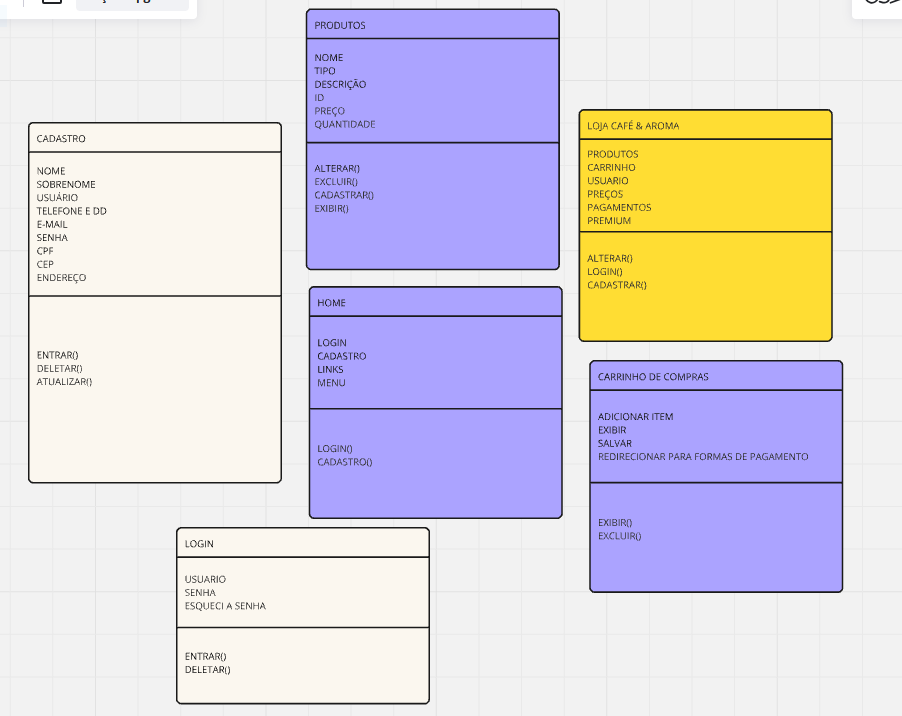 PRODUTOS
NOME
TIPO
DESCRIÇÃO
ID
PREÇO
QUANTIDADE
ALTERAR()
EXCLUIR()
CADASTRAR()
EXIBIR()
CADASTRO
NOME
SOBRENOME
USUÁRIO
TELEFONE E DD
E-MAIL
SENHA
CPF
CEP
ENDEREÇO
ENTRAR()
DELETAR()
ATUALIZAR()
LOJA CAFÉ & AROMA
PRODUTOS
CARRINHO
USUARIO
PREÇOS
PAGAMENTOS
PREMIUM
ALTERAR()
LOGIN()
CADASTRAR()
HOME
LOGIN
CADASTRO
LINKS
MENU
LOGIN()
CADASTRO()
CARRINHO DE COMPRAS
ADICIONAR ITEM
EXIBIR
SALVAR
REDIRECIONAR PARA FORMAS DE PAGAMENTO
EXIBIR()
EXCLUIR()
LOGIN
USUARIO
SENHA
ESQUECI A SENHA
ENTRAR()
DELETAR()